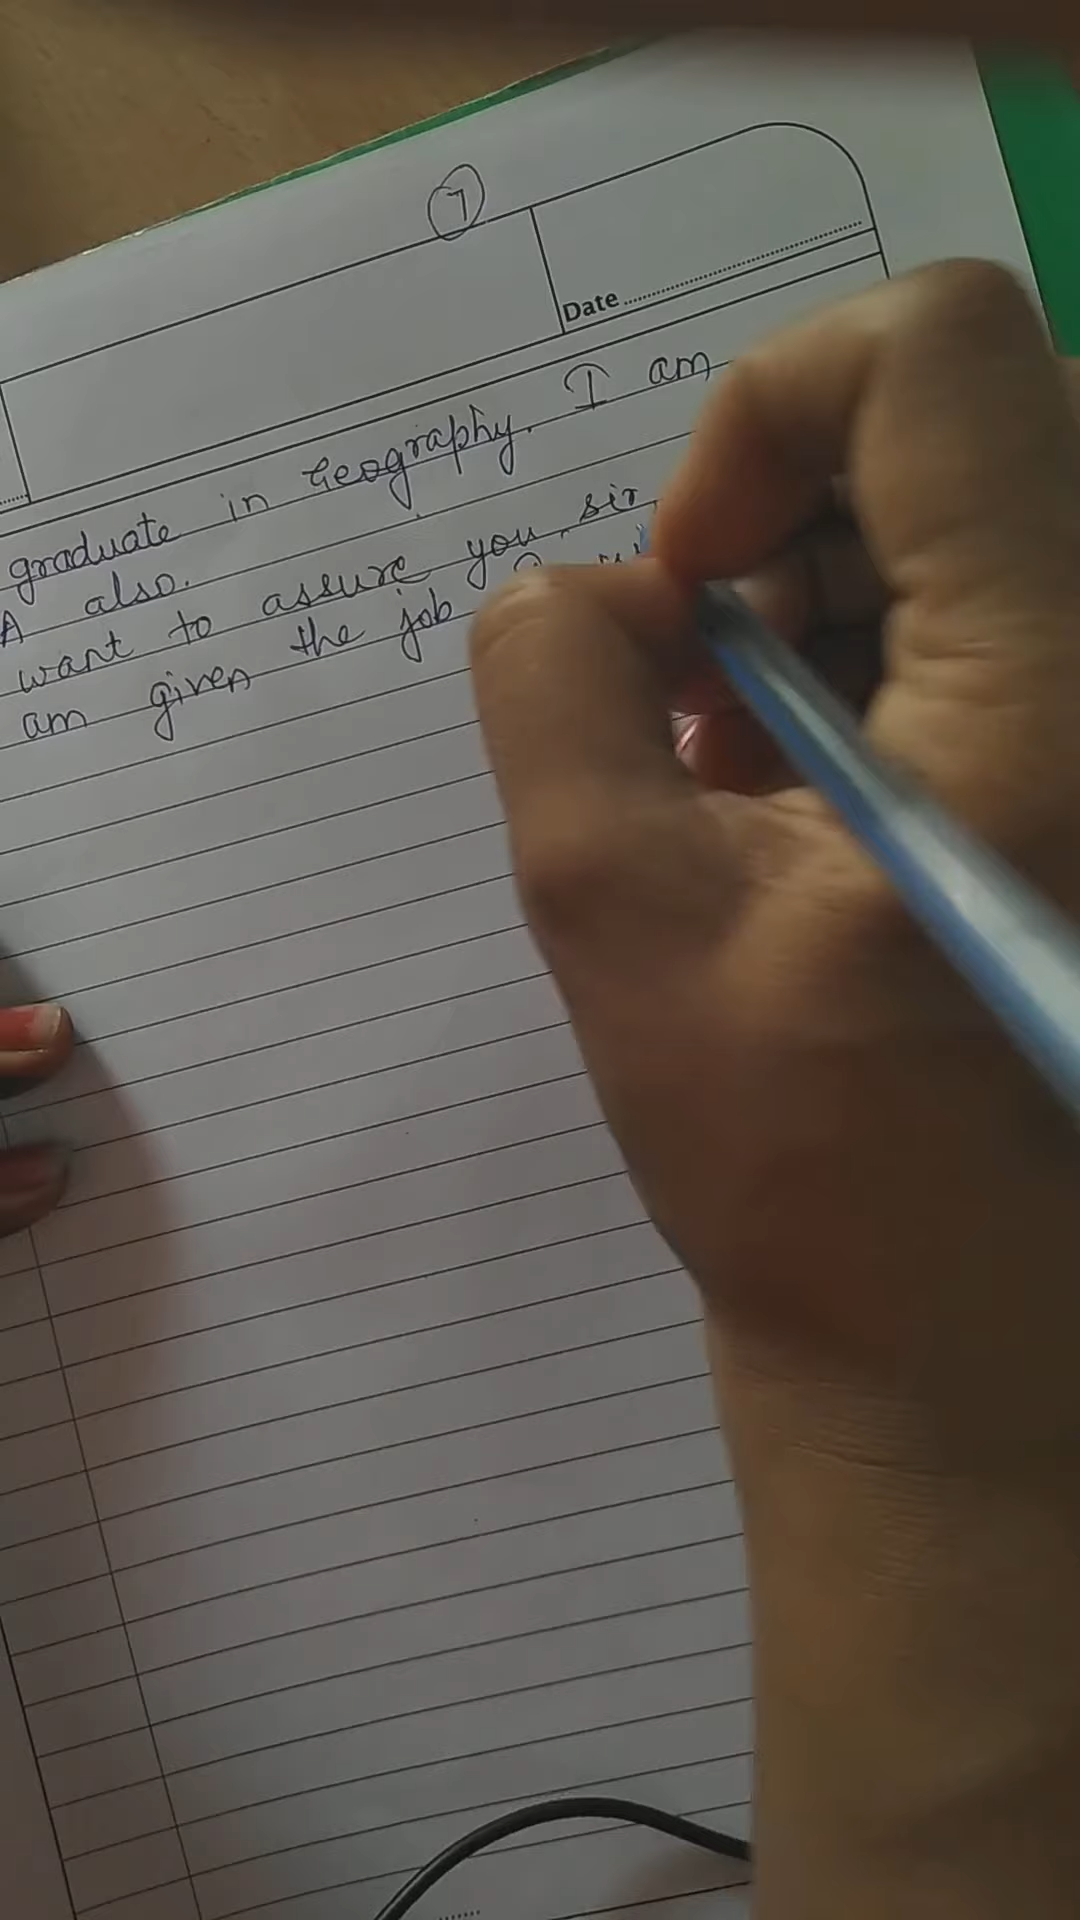 7
Date
graduate in Geography. I am
A also.
want to assure you sir,
am given the job